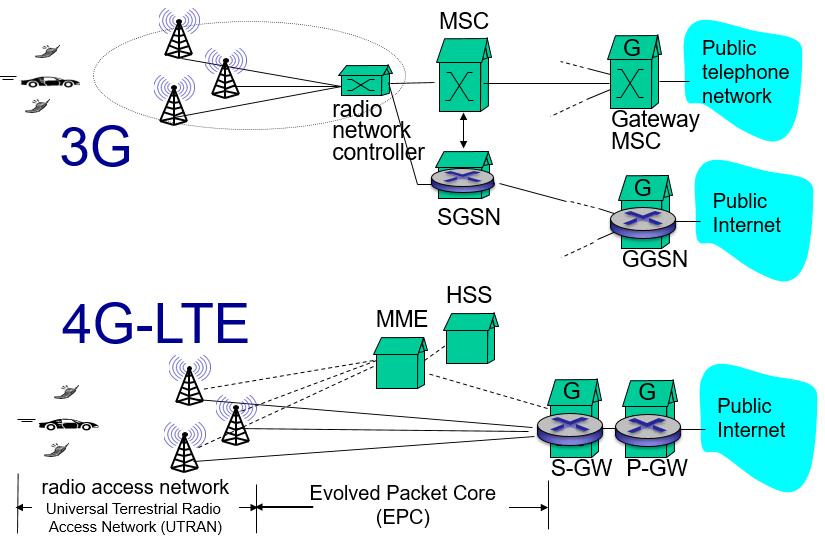 MSC
G
Public
telephone
network
radio
network
controller
Gateway
MSC
3G
SGSN
G
Public
Internet
GGSN
4G-LTE
HSS
MME
G
G
Public
Internet
S-GW
P-GW
radio access network
Universal Terrestrial Radio
Access Network (UTRAN)
Evolved Packet Core
(EPC)